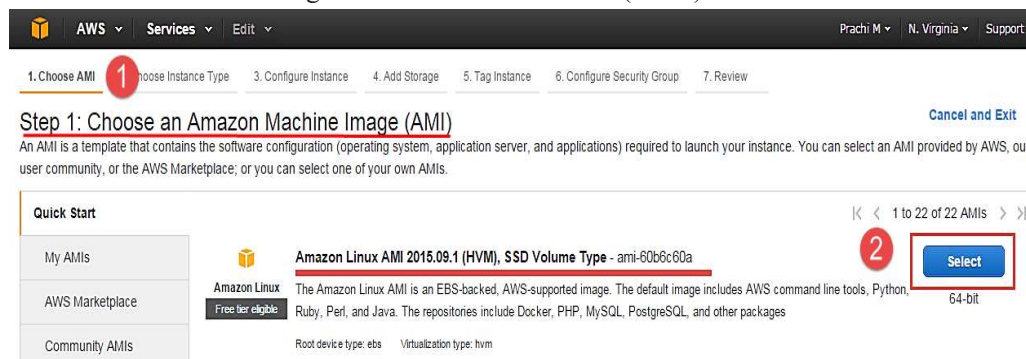 AWS Services Edit Prachi M N. Virginia Support
1. Choose AMI 1 hoose Instance Type 3. Configure Instance 4. Add Storage 5. Tag Instance 6. Configure Security Group 7. Review
Step 1: Choose an Amazon Machine Image (AMI) Cancel and Exit
An AMI is a template that contains the software configuration (operating system, application server, and applications) required to launch your instance. You can select an AMI provided by AWS, ou
user community, or the AWS Marketplace; or you can select one of your own AMIs.
Quick Start 1 to 22 of 22 AMIs
My AMIs
AWS Marketplace
Community AMIs
Amazon Linux
Free tier eligible
Amazon Linux AMI 2015.09.1 (HVM), SSD Volume Type - ami-60b6c60a
The Amazon Linux AMI is an EBS-backed, AWS-supported image. The default image includes AWS command line tools, Python,
Ruby, Perl, and Java. The repositories include Docker, PHP, MySQL, PostgreSQL, and other packages
Root device type: ebs Virtualization type: hvm
2
Select
64-bit